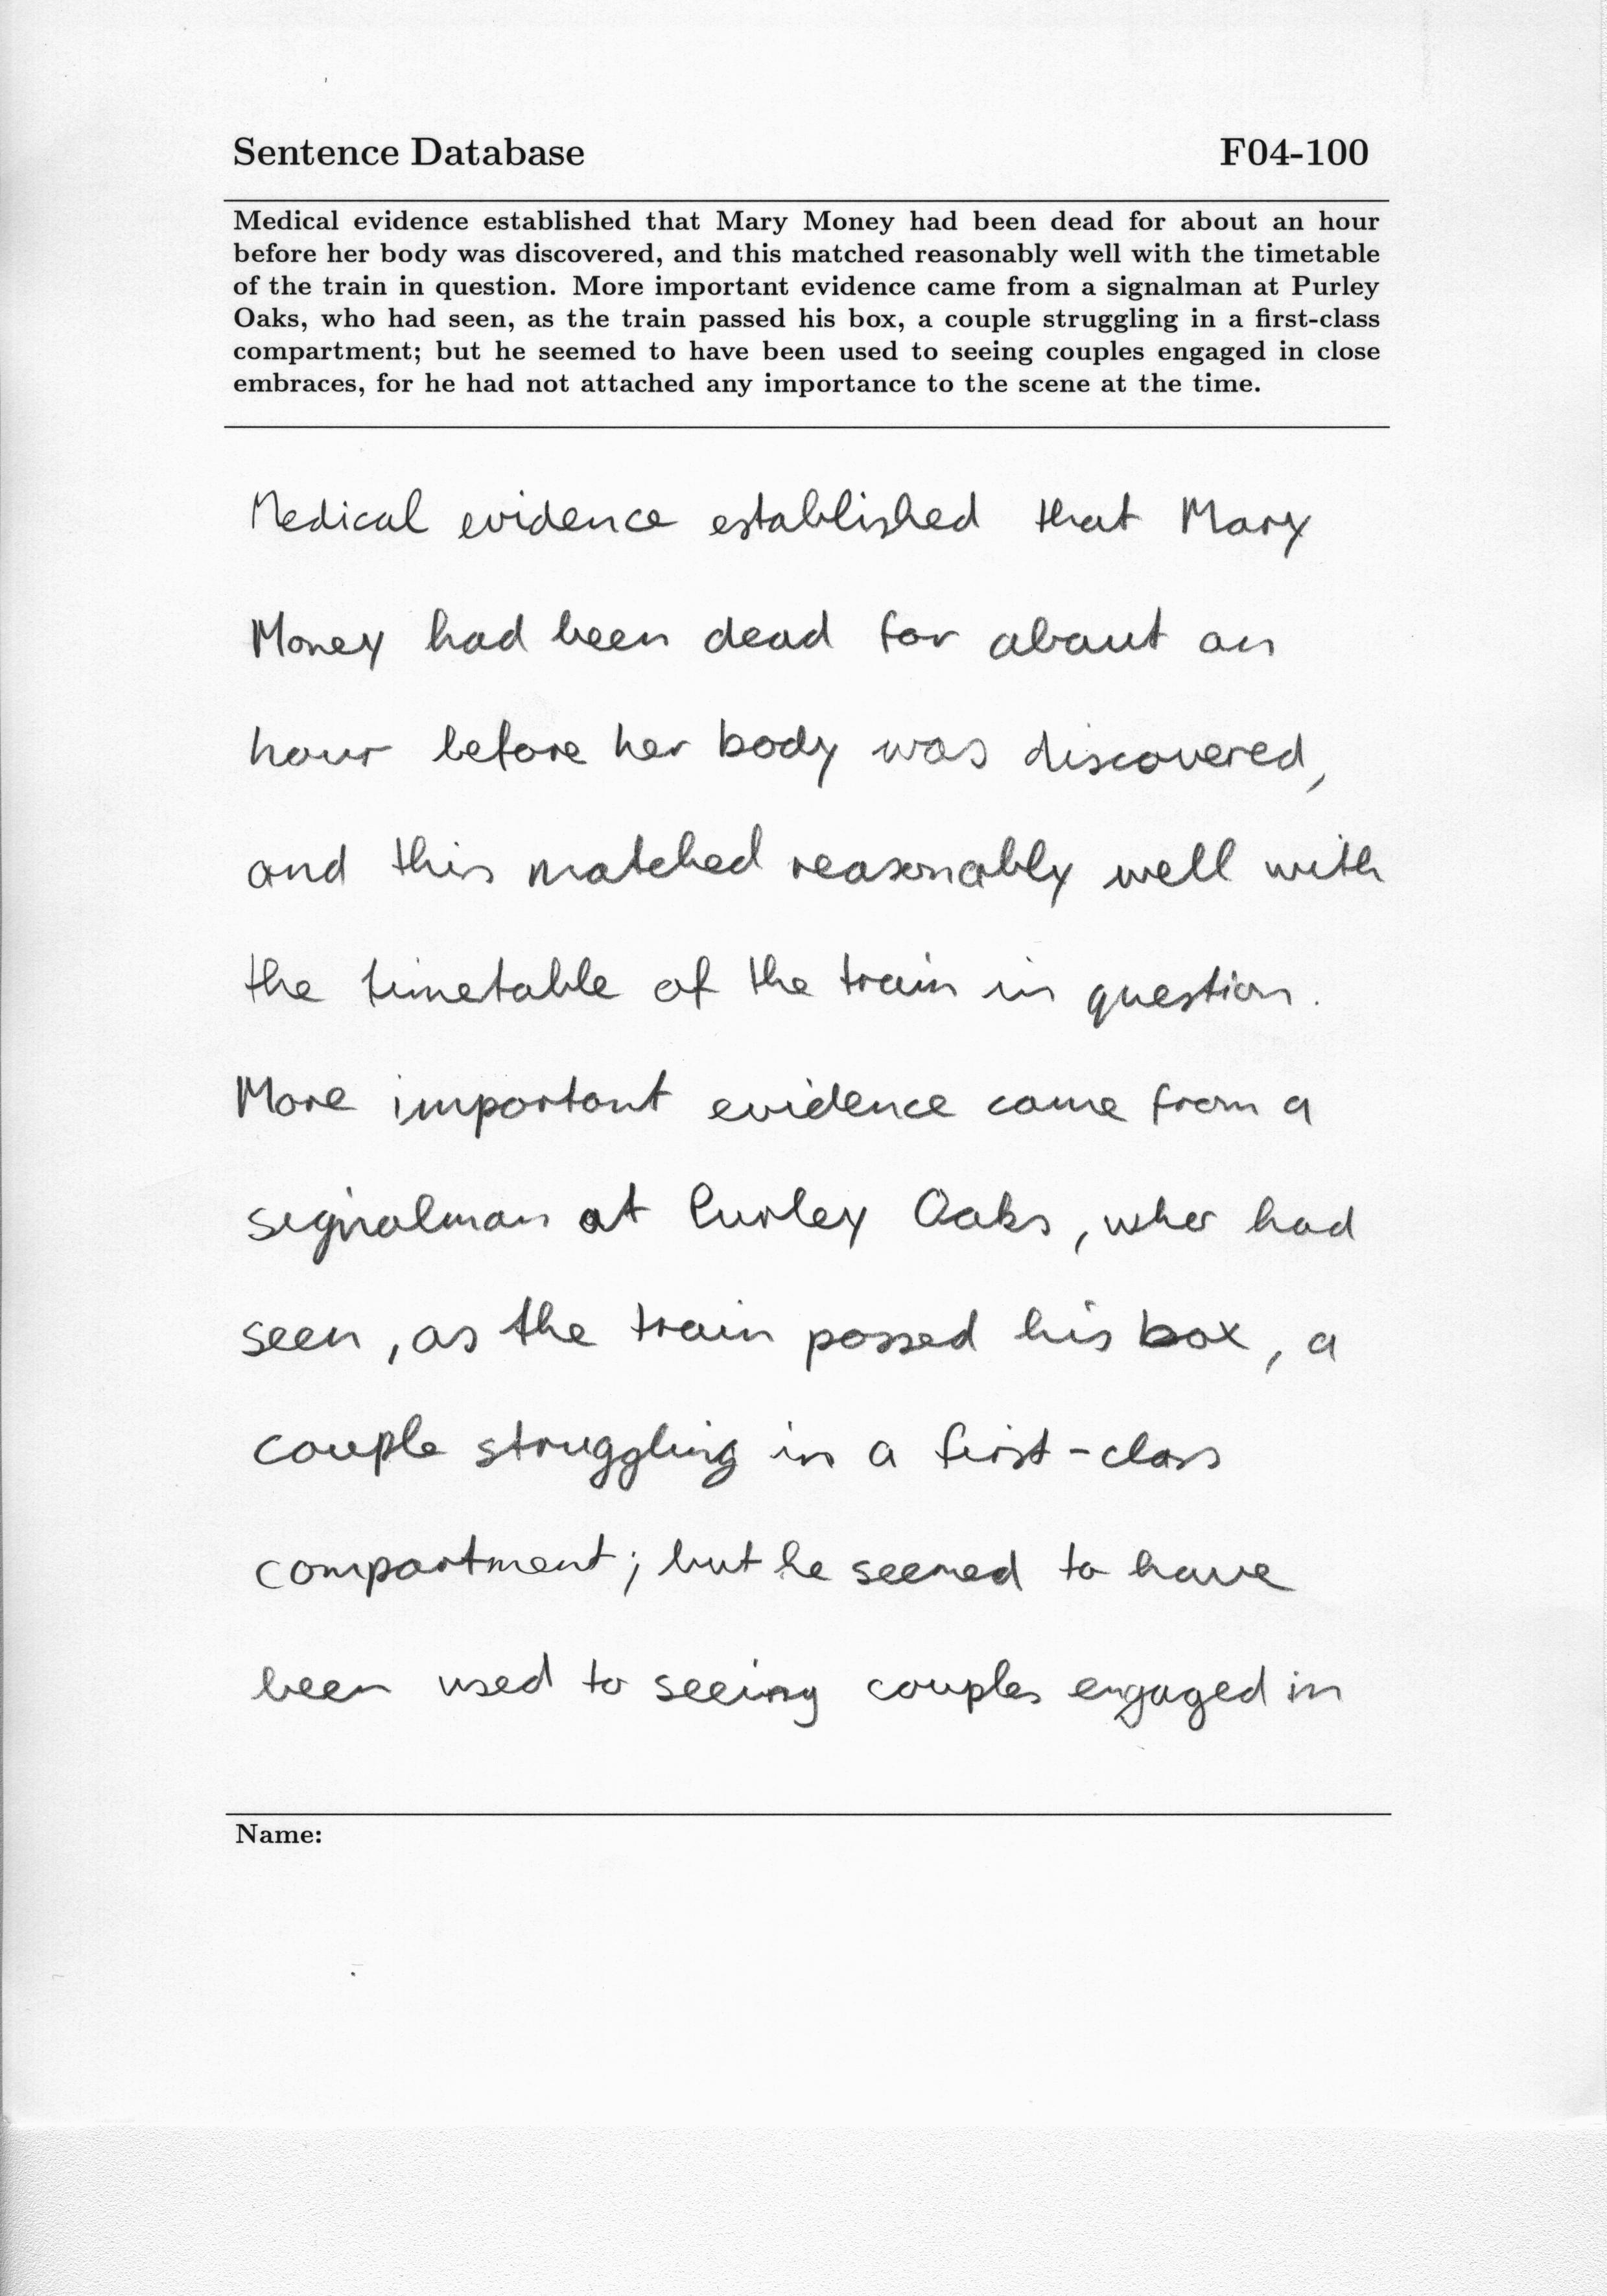 Sentence Database F04-100
Medical evidence established that Mary Money had been dead for about an hour
before her body was discovered, and this matched reasonably well with the timetable
of the train in question. More important evidence came from a signalman at Purley
Oaks, who had seen, as the train passed his box, a couple struggling in a first-class
compartment; but he seemed to have been used to seeing couples engaged in close
embraces, for he had not attached any importance to the scene at the time.
Medical evidence established that Mary
Money had been dead for about an
hour before her body was discovered,
and this matched reasonably well with
the timetable of the train in question.
More important evidence came from a
signalman at Purley Oaks, who had
seen, as the train passed his box, a
couple struggling in a first-class
compartment; but he seemed to have
been used to seeing couples engaged in
Name: